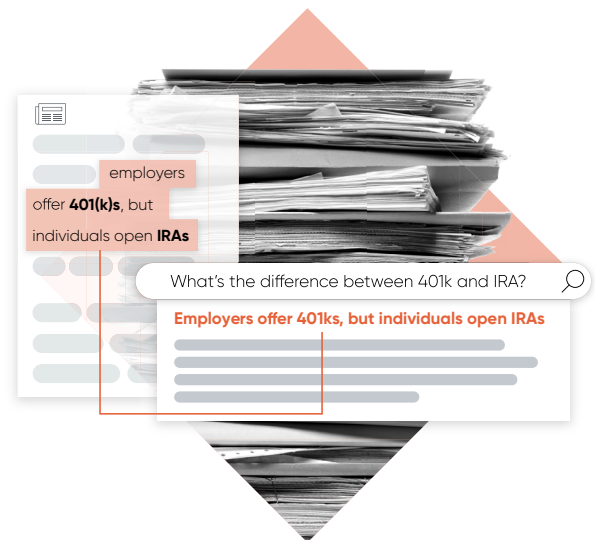 employers
offer 401(k)s, but
individuals open IRAs
What's the difference between 401k and IRA?
Employers offer 401ks, but individuals open IRAs